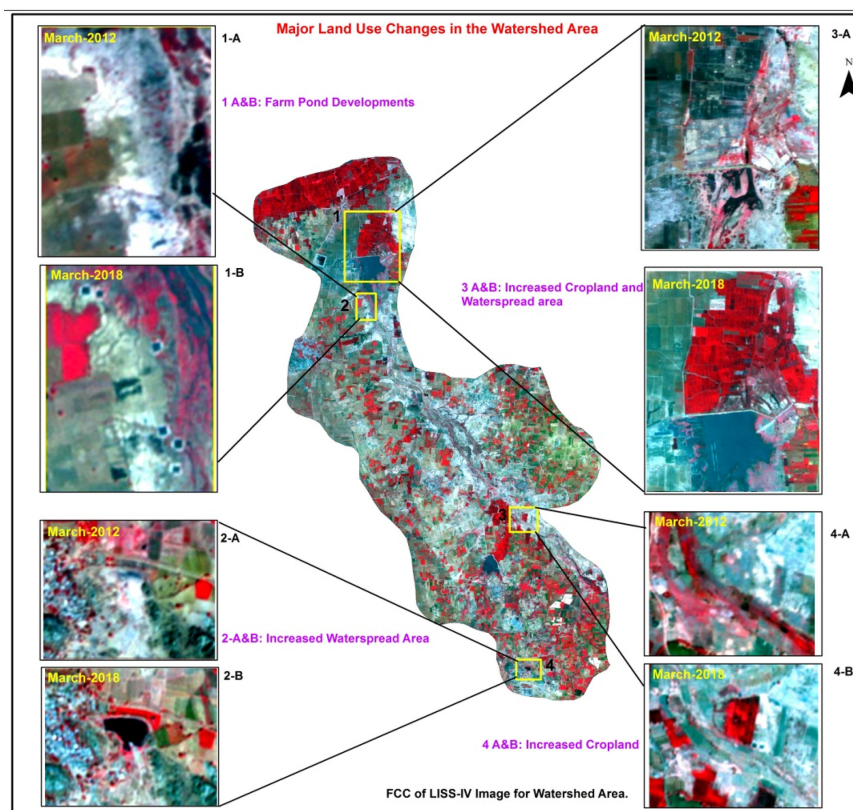 Major Land Use Changes in the Watershed Area
March-2012
1-A
March-2012
3-A
N
1 A&B: Farm Pond Developments
1
March-2018
1-B
March-2018
3 A&B: Increased Cropland and
Waterspread area
2
March-2012
2-A
3
March-2012
4-A
2-A&B: Increased Waterspread Area
March-2018
2-B
4
March-2018
4-B
4 A&B: Increased Cropland
FCC of LISS-IV Image for Watershed Area.